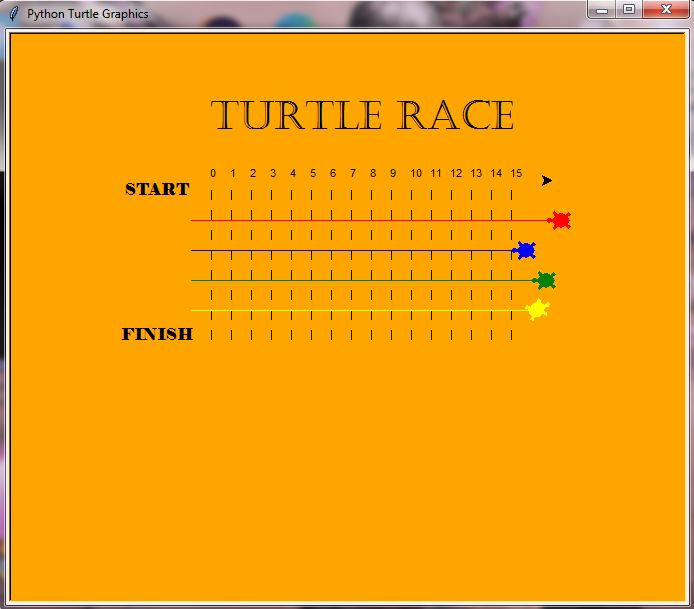 Python Turtle Graphics
TURTLE RACE
0 1 2 3 4 5 6 7 8 9 10 11 12 13 14 15
START
FINISH